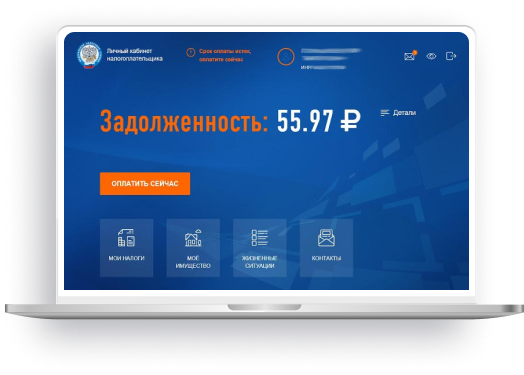 Личный кабинет
налогоплательщика
Срок оплаты истек,
оплатите сейчас
ИНН
Задолженность: 55.97 ₽
Детали
ОПЛАТИТЬ СЕЙЧАС
МОИ НАЛОГИ
МОЁ
ИМУЩЕСТВО
ЖИЗНЕННЫЕ
СИТУАЦИИ
КОНТАКТЫ